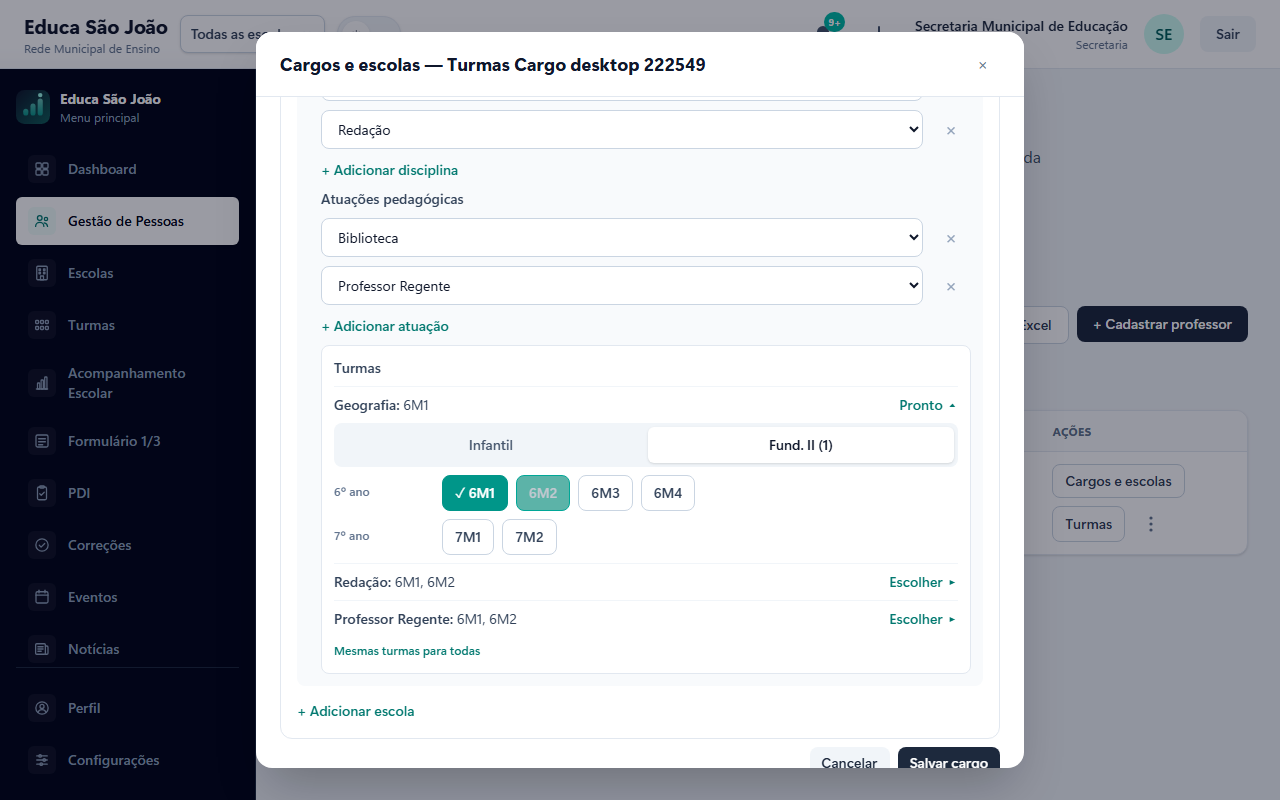 Educa São João
Rede Municipal de Ensino
Todas as
9+
Secretaria Municipal de Educação
Secretaria
SE
Sair
Educa São João
Menu principal
Dashboard
Gestão de Pessoas
Escolas
Turmas
Acompanhamento
Escolar
Formulário 1/3
PDI
Correções
Eventos
Notícias
Perfil
Configurações
Cargos e escolas — Turmas Cargo desktop 222549
×
Redação
×
+ Adicionar disciplina
Atuações pedagógicas
Biblioteca
×
Professor Regente
×
+ Adicionar atuação
Turmas
Geografia: 6M1
Pronto
Infantil
Fund. II (1)
6º ano
✓ 6M1
6M2
6M3
6M4
7º ano
7M1
7M2
Redação: 6M1, 6M2
Escolher
Professor Regente: 6M1, 6M2
Escolher
Mesmas turmas para todas
+ Adicionar escola
Cancelar
Salvar cargo
da
Excel
+ Cadastrar professor
AÇÕES
Cargos e escolas
Turmas